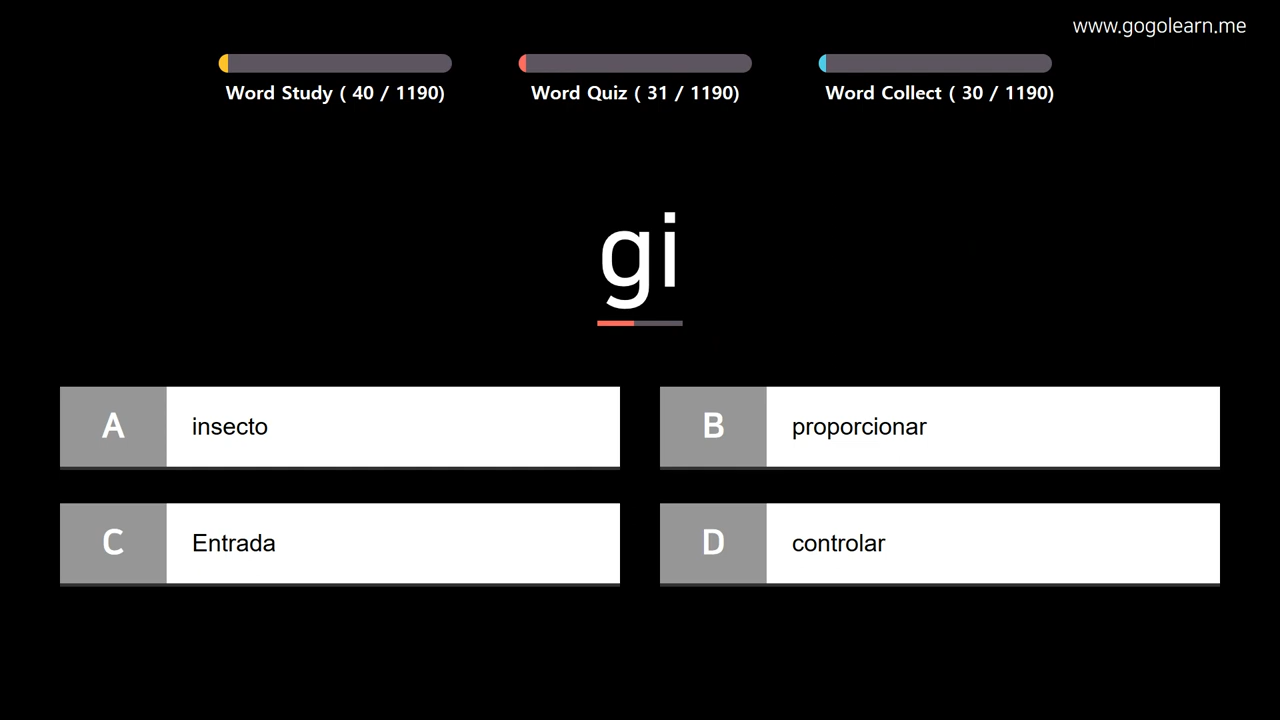 www.gogolearn.me
Word Study ( 40 / 1190)
Word Quiz ( 31 / 1190)
Word Collect ( 30 / 1190)
gi
A insecto
B proporcionar
C Entrada
D controlar